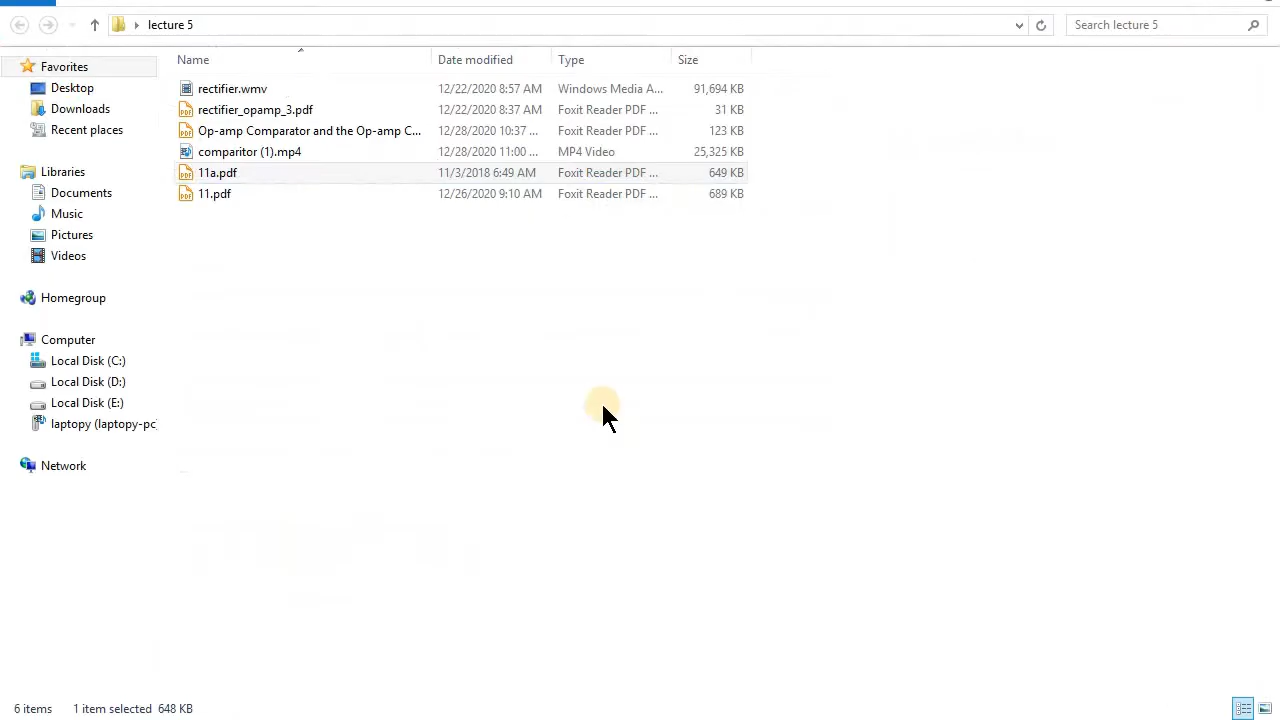 lecture 5
Search lecture 5
Name Date modified Type Size
Favorites
Desktop
Downloads
Recent places
Libraries
Documents
Music
Pictures
Videos
Homegroup
Computer
Local Disk (C:)
Local Disk (D:)
Local Disk (E:)
laptopy (laptopy-pc)
Network
rectifier.wmv 12/22/2020 8:57 AM Windows Media A... 91,694 KB
rectifier_opamp_3.pdf 12/22/2020 8:37 AM Foxit Reader PDF ... 31 KB
Op-amp Comparator and the Op-amp C... 12/28/2020 10:37 ... Foxit Reader PDF ... 123 KB
comparitor (1).mp4 12/28/2020 11:00 ... MP4 Video 25,325 KB
11a.pdf 11/3/2018 6:49 AM Foxit Reader PDF ... 649 KB
11.pdf 12/26/2020 9:10 AM Foxit Reader PDF ... 689 KB
6 items 1 item selected 648 KB